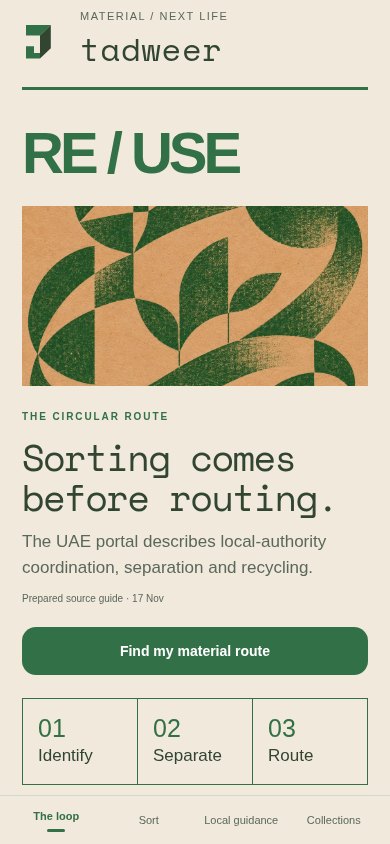 MATERIAL / NEXT LIFE
tadweer
RE / USE
THE CIRCULAR ROUTE
Sorting comes
before routing.
The UAE portal describes local-authority
coordination, separation and recycling.
Prepared source guide · 17 Nov
Find my material route
01
Identify
02
Separate
03
Route
The loop
Sort
Local guidance
Collections